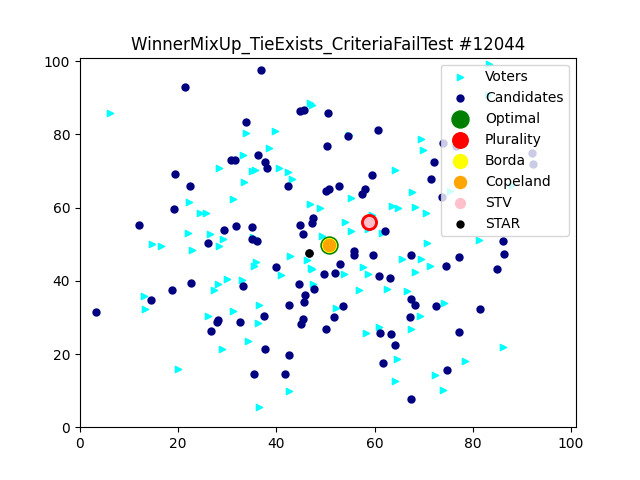 WinnerMixUp_TieExists_CriteriaFailTest #12044
100
80
60
40
20
0
0 20 40 60 80 100
Voters
Candidates
Optimal
Plurality
Borda
Copeland
STV
STAR